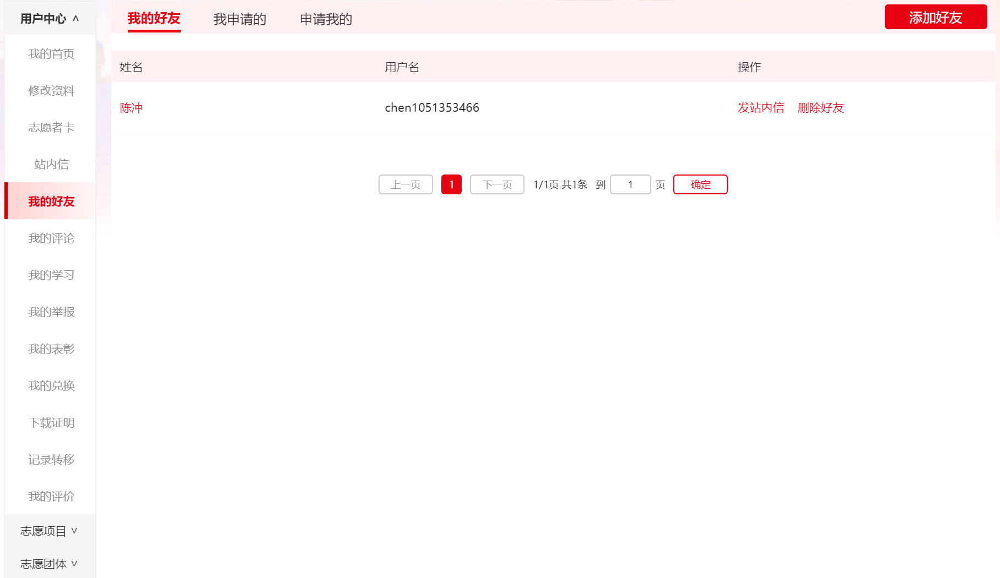 用户中心
我的首页
修改资料
志愿者卡
站内信
我的好友
我的评论
我的学习
我的举报
我的表彰
我的兑换
下载证明
记录转移
我的评价
志愿项目
志愿团体
我的好友 我申请的 申请我的 添加好友
姓名 用户名 操作
陈冲 chen1051353466 发站内信 删除好友
上一页 1 下一页 1/1页 共1条 到 1 页 确定